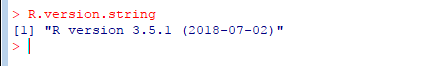 > R.version.string
[1] "R version 3.5.1 (2018-07-02)"
>